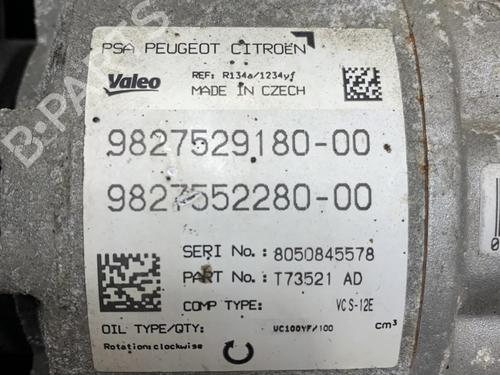 PSA PEUGEOT CITROËN
Valeo
REF: R134a/1234yf
MADE IN CZECH
9827529180-00
9827552280-00
SERI No.: 8050845578
PART No.: T73521 AD
COMP TYPE: VCS-12E
OIL TYPE/QTY: VC100YF/100 cm³
Rotation:clockwise